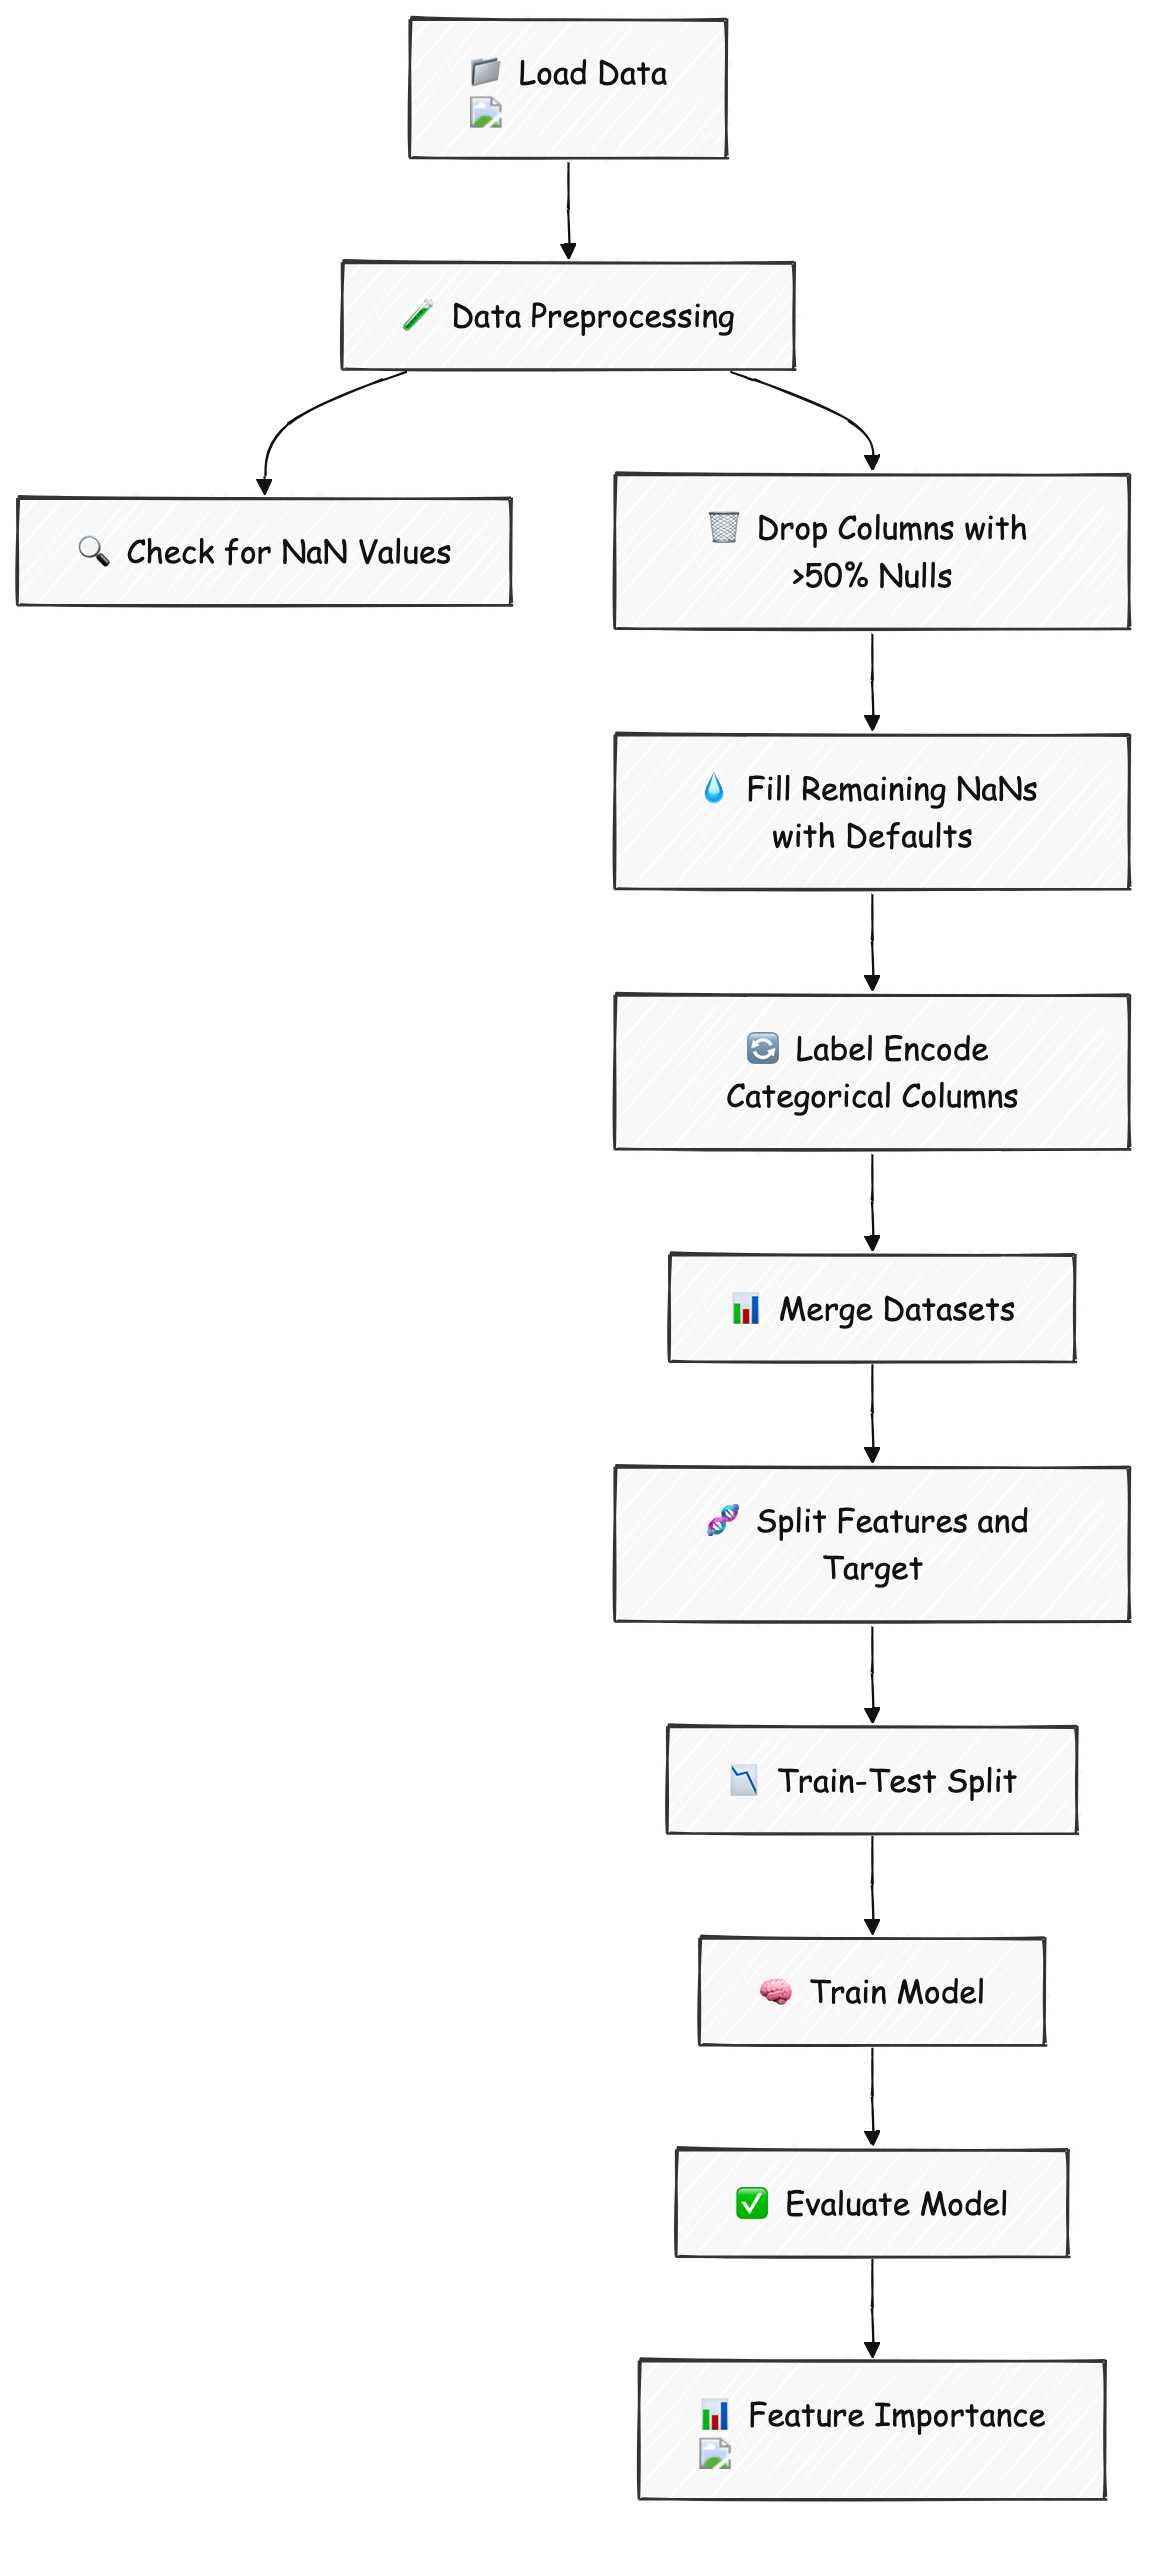 Load Data
Data Preprocessing
Check for NaN Values
Drop Columns with
>50% Nulls
Fill Remaining NaNs
with Defaults
Label Encode
Categorical Columns
Merge Datasets
Split Features and
Target
Train-Test Split
Train Model
Evaluate Model
Feature Importance